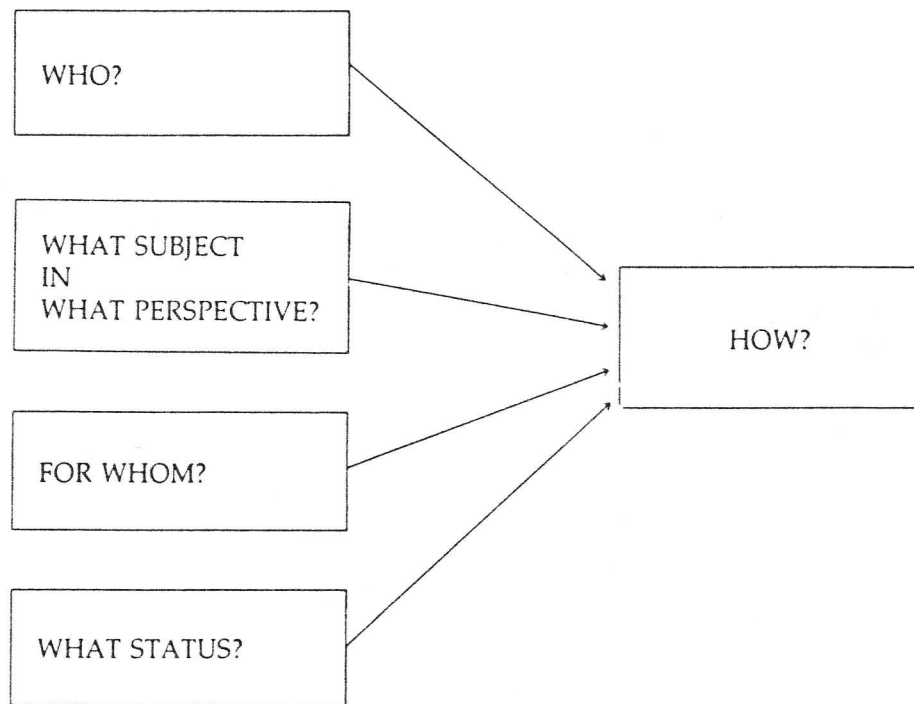 WHO?
WHAT SUBJECT
IN
WHAT PERSPECTIVE?
FOR WHOM?
WHAT STATUS?
HOW?